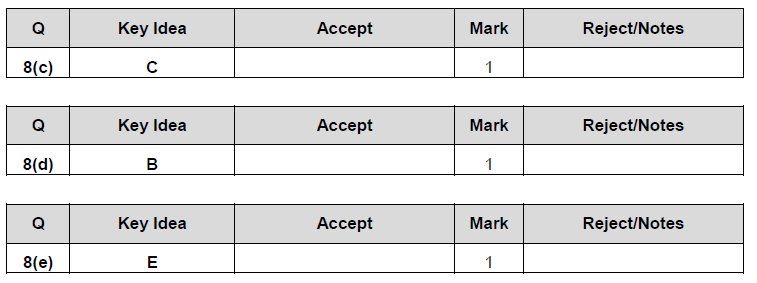 Q Key Idea Accept Mark Reject/Notes
8(c) C 1
Q Key Idea Accept Mark Reject/Notes
8(d) B 1
Q Key Idea Accept Mark Reject/Notes
8(e) E 1